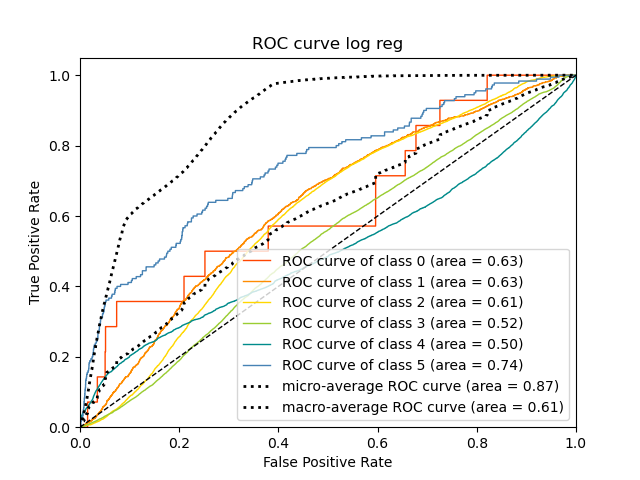 ROC curve log reg
1.0
0.8
0.6
0.4
0.2
0.0
True Positive Rate
ROC curve of class 0 (area = 0.63)
ROC curve of class 1 (area = 0.63)
ROC curve of class 2 (area = 0.61)
ROC curve of class 3 (area = 0.52)
ROC curve of class 4 (area = 0.50)
ROC curve of class 5 (area = 0.74)
micro-average ROC curve (area = 0.87)
macro-average ROC curve (area = 0.61)
0.0 0.2 0.4 0.6 0.8 1.0
False Positive Rate